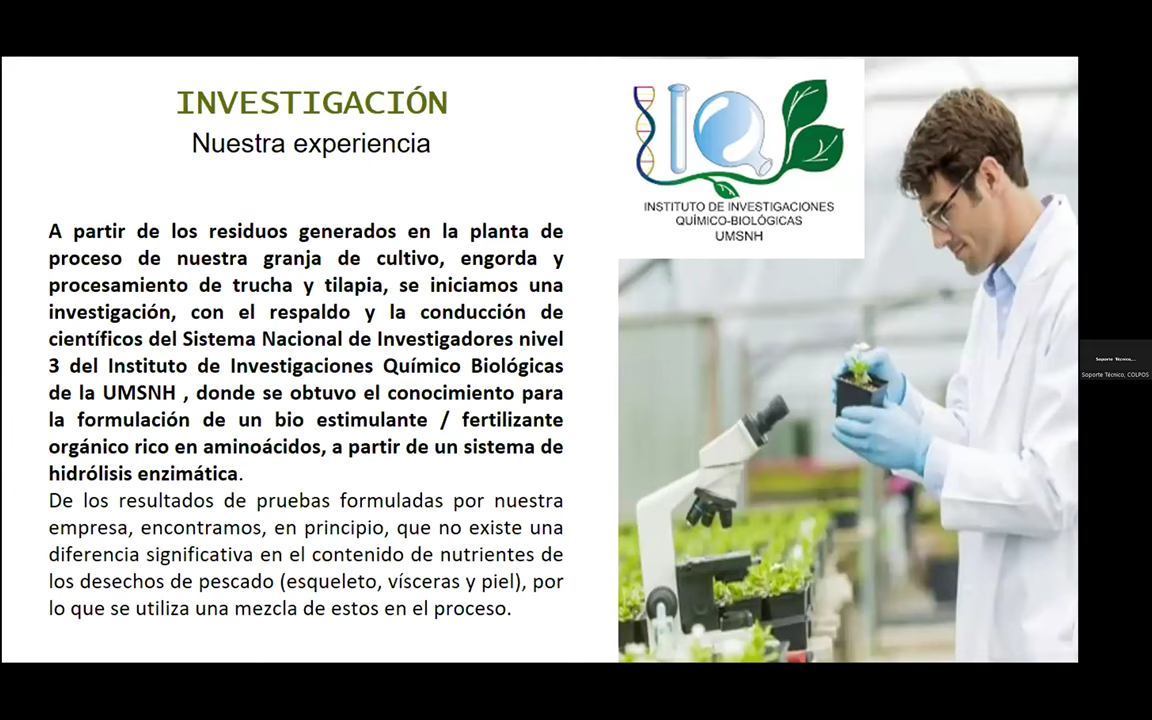 INVESTIGACIÓN
Nuestra experiencia
A partir de los residuos generados en la planta de
proceso de nuestra granja de cultivo, engorda y
procesamiento de trucha y tilapia, se iniciamos una
investigación, con el respaldo y la conducción de
científicos del Sistema Nacional de Investigadores nivel
3 del Instituto de Investigaciones Químico Biológicas
de la UMSNH , donde se obtuvo el conocimiento para
la formulación de un bio estimulante / fertilizante
orgánico rico en aminoácidos, a partir de un sistema de
hidrólisis enzimática.
De los resultados de pruebas formuladas por nuestra
empresa, encontramos, en principio, que no existe una
diferencia significativa en el contenido de nutrientes de
los desechos de pescado (esqueleto, vísceras y piel), por
lo que se utiliza una mezcla de estos en el proceso.
IQB
INSTITUTO DE INVESTIGACIONES
QUÍMICO-BIOLÓGICAS
UMSNH
Soporte Técnico,...
Soporte Técnico, COLPOS